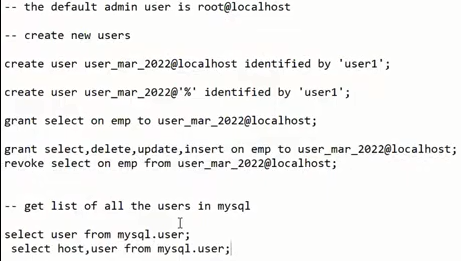 -- the default admin user is root@localhost
-- create new users
create user user_mar_2022@localhost identified by 'user1';
create user user_mar_2022@'%' identified by 'user1';
grant select on emp to user_mar_2022@localhost;
grant select,delete,update,insert on emp to user_mar_2022@localhost;
revoke select on emp from user_mar_2022@localhost;
-- get list of all the users in mysql
select user from mysql.user;
select host,user from mysql.user;